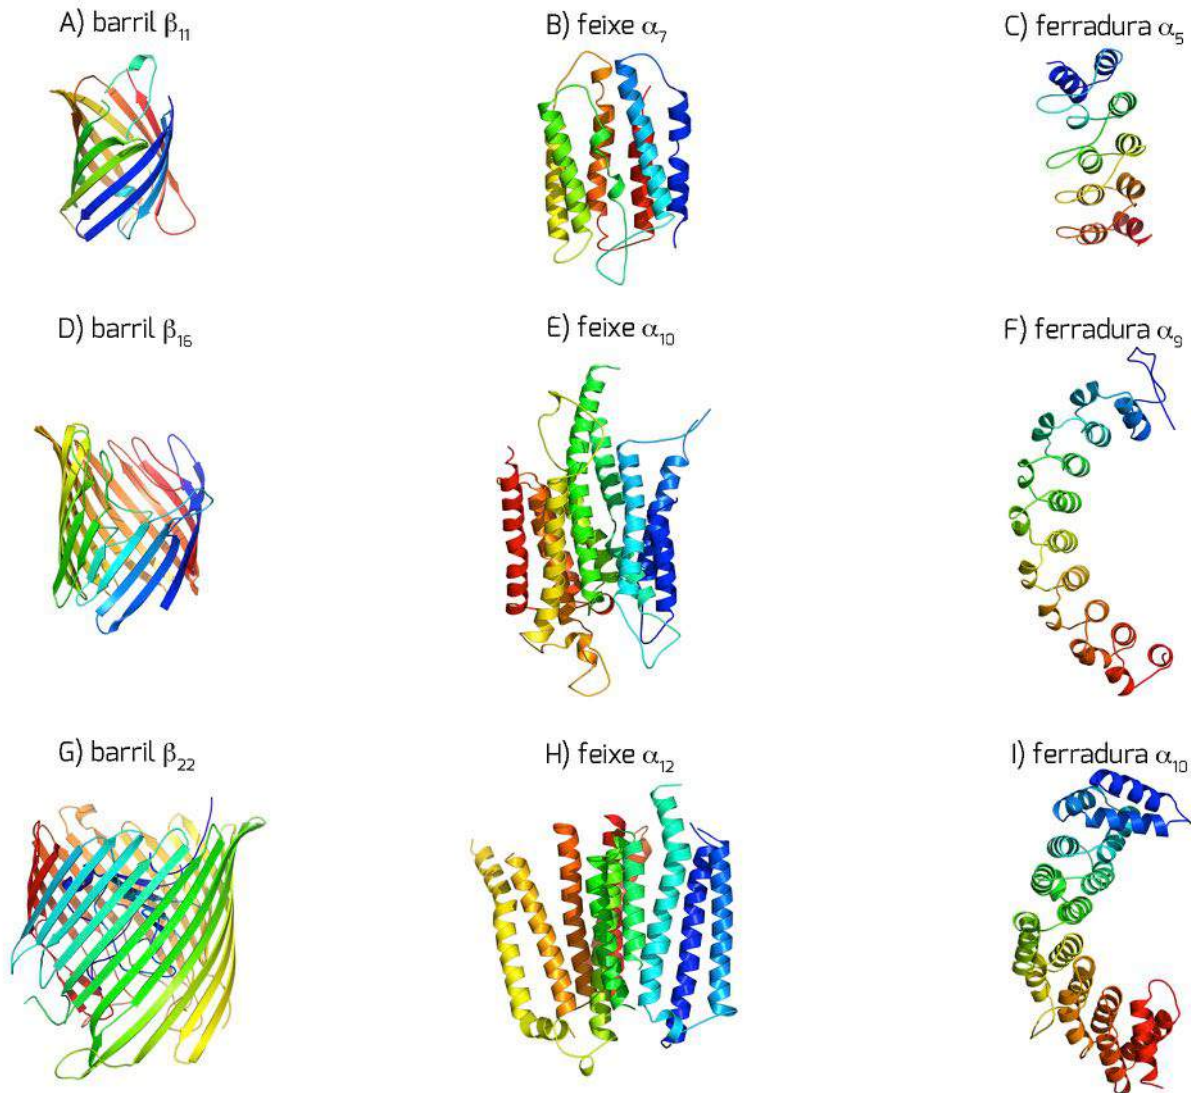 A) barril β₁₁
B) feixe α₇
C) ferradura α₅
D) barril β₁₆
E) feixe α₁₀
F) ferradura α₉
G) barril β₂₂
H) feixe α₁₂
I) ferradura α₁₀